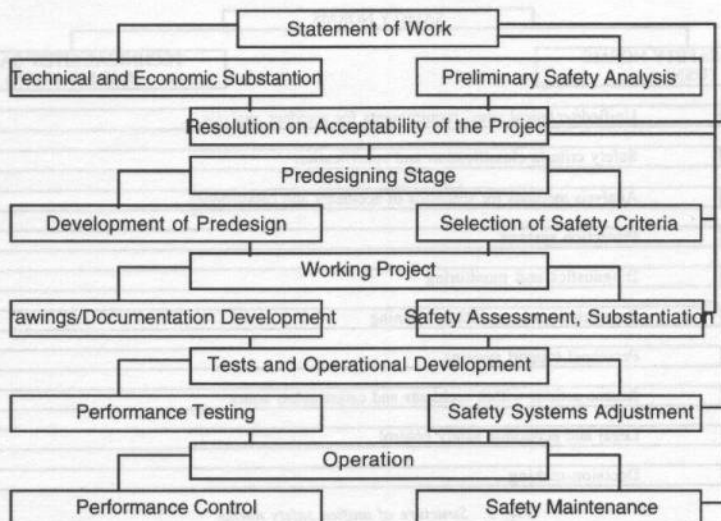 Statement of Work
Technical and Economic Substantion
Preliminary Safety Analysis
Resolution on Acceptability of the Projec
Predesigning Stage
Development of Predesign
Selection of Safety Criteria
Working Project
rawings/Documentation Development
Safety Assessment, Substantiation
Tests and Operational Development
Performance Testing
Safety Systems Adjustment
Operation
Performance Control
Safety Maintenance